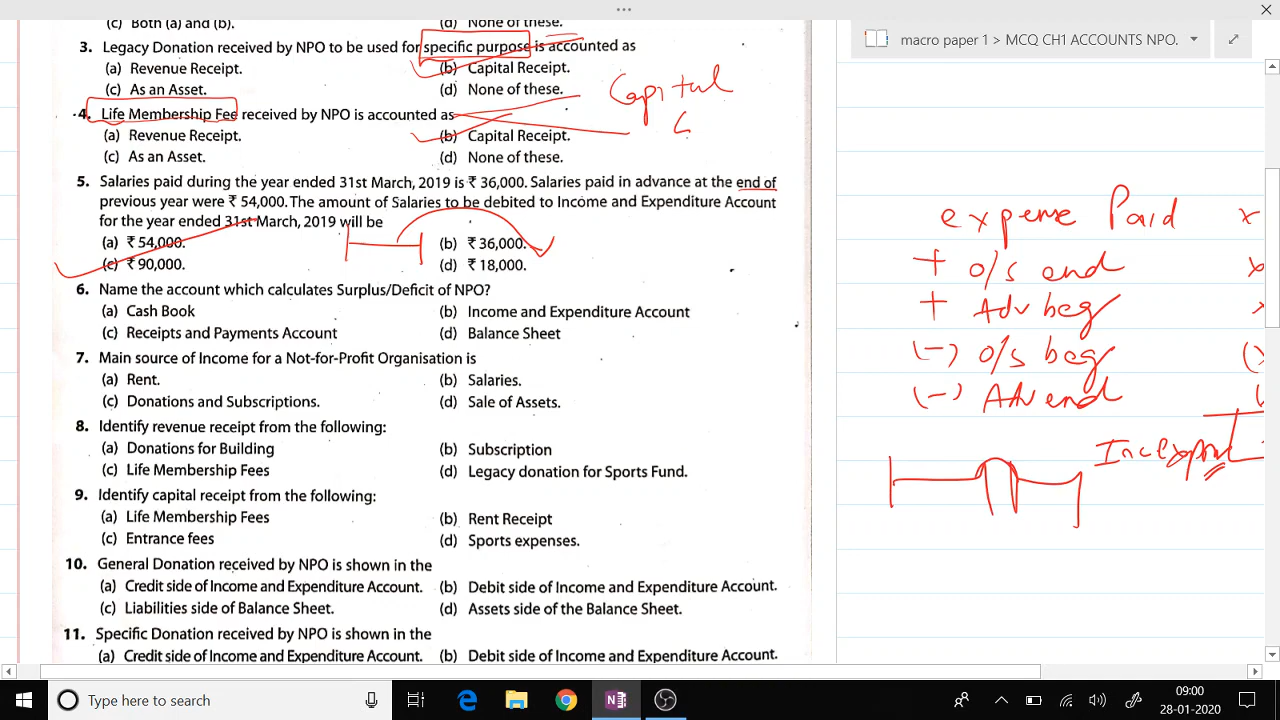 macro paper 1 > MCQ CH1 ACCOUNTS NPO.
(c) Both (a) and (b). (d) None of these.
3. Legacy Donation received by NPO to be used for specific purpose is accounted as
(a) Revenue Receipt. (b) Capital Receipt.
(c) As an Asset. (d) None of these.
Capital
4. Life Membership Fee received by NPO is accounted as
(a) Revenue Receipt. (b) Capital Receipt.
(c) As an Asset. (d) None of these.
5. Salaries paid during the year ended 31st March, 2019 is ₹ 36,000. Salaries paid in advance at the end of
previous year were ₹ 54,000. The amount of Salaries to be debited to Income and Expenditure Account
for the year ended 31st March, 2019 will be
(a) ₹ 54,000. (b) ₹ 36,000.
(c) ₹ 90,000. (d) ₹ 18,000.
6. Name the account which calculates Surplus/Deficit of NPO?
(a) Cash Book (b) Income and Expenditure Account
(c) Receipts and Payments Account (d) Balance Sheet
7. Main source of Income for a Not-for-Profit Organisation is
(a) Rent. (b) Salaries.
(c) Donations and Subscriptions. (d) Sale of Assets.
8. Identify revenue receipt from the following:
(a) Donations for Building (b) Subscription
(c) Life Membership Fees (d) Legacy donation for Sports Fund.
9. Identify capital receipt from the following:
(a) Life Membership Fees (b) Rent Receipt
(c) Entrance fees (d) Sports expenses.
10. General Donation received by NPO is shown in the
(a) Credit side of Income and Expenditure Account. (b) Debit side of Income and Expenditure Account.
(c) Liabilities side of Balance Sheet. (d) Assets side of the Balance Sheet.
11. Specific Donation received by NPO is shown in the
(a) Credit side of Income and Expenditure Account. (b) Debit side of Income and Expenditure Account.
expense Paid x
+ o/s end x
+ Adv beg x
(-) o/s beg (x
(-) Adv end (
Type here to search
09:00
28-01-2020